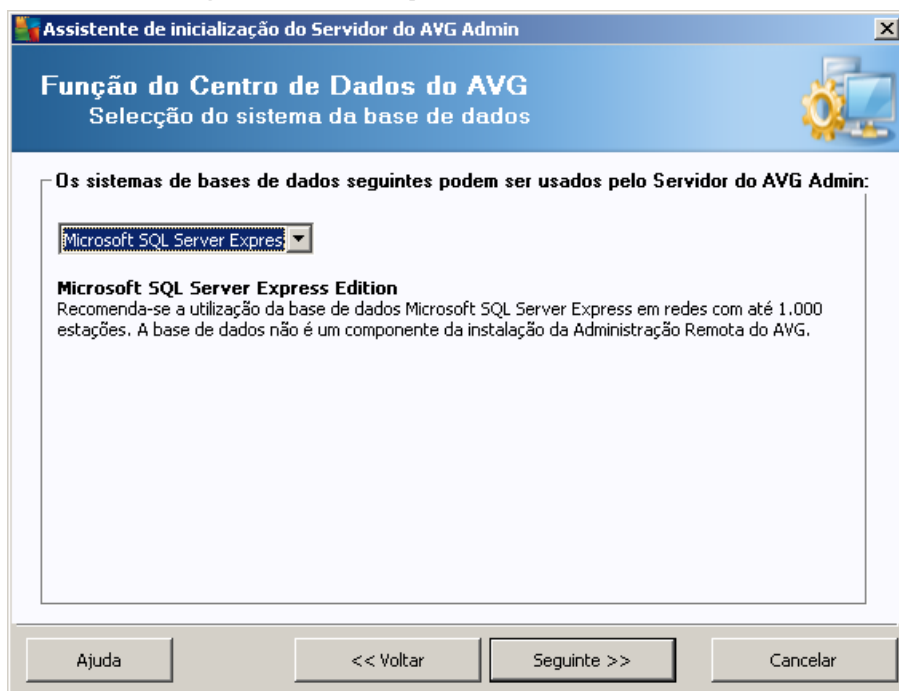 Assistente de inicialização do Servidor do AVG Admin
Função do Centro de Dados do AVG
Selecção do sistema da base de dados
Os sistemas de bases de dados seguintes podem ser usados pelo Servidor do AVG Admin:
Microsoft SQL Server Expres
Microsoft SQL Server Express Edition
Recomenda-se a utilização da base de dados Microsoft SQL Server Express em redes com até 1.000
estações. A base de dados não é um componente da instalação da Administração Remota do AVG.
Ajuda
<< Voltar
Seguinte >>
Cancelar